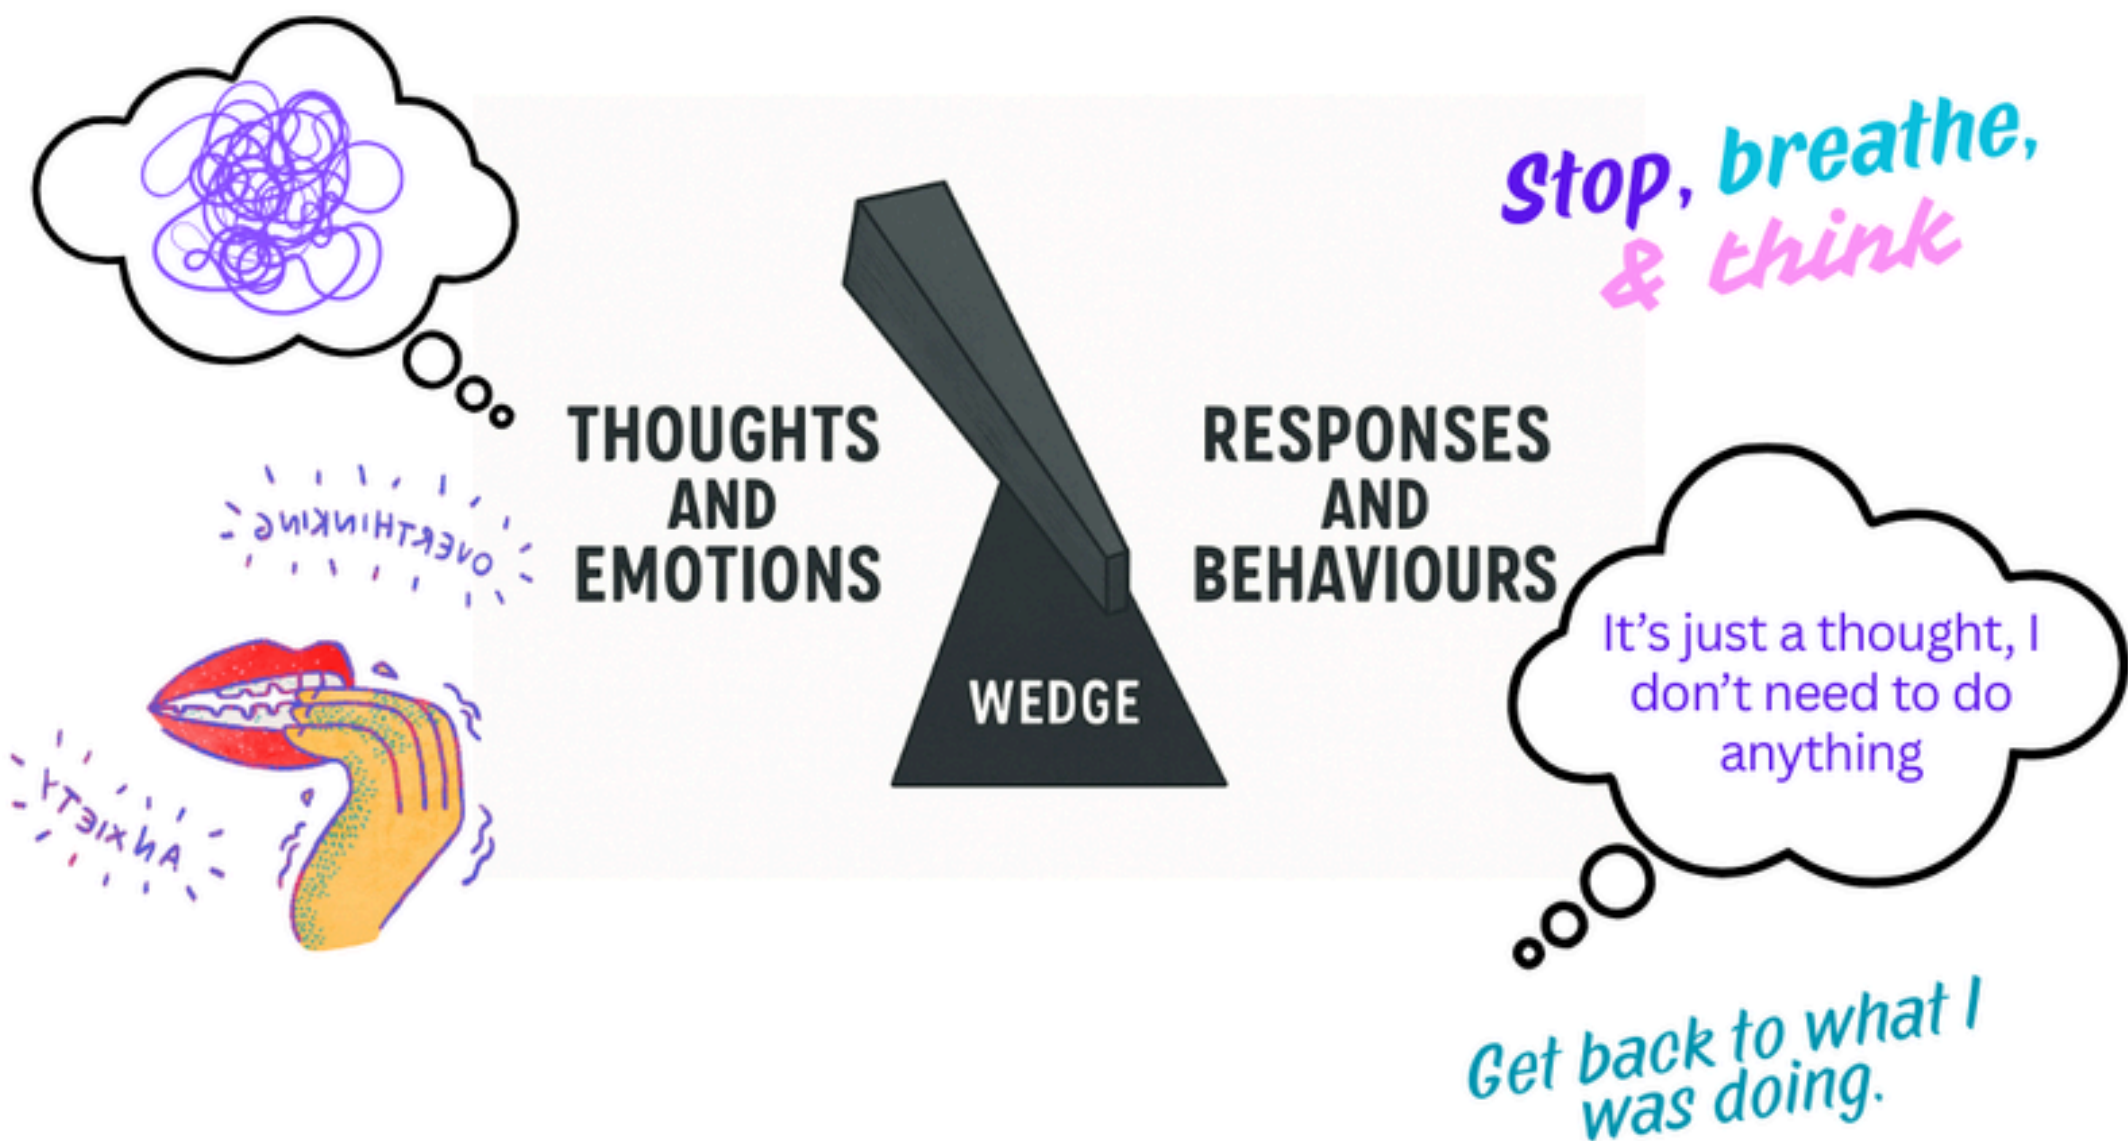 OVERTHINKING
ANXIETY
THOUGHTS
AND
EMOTIONS
WEDGE
RESPONSES
AND
BEHAVIOURS
Stop, breathe,
& think
It's just a thought, I
don't need to do
anything
Get back to what I
was doing.